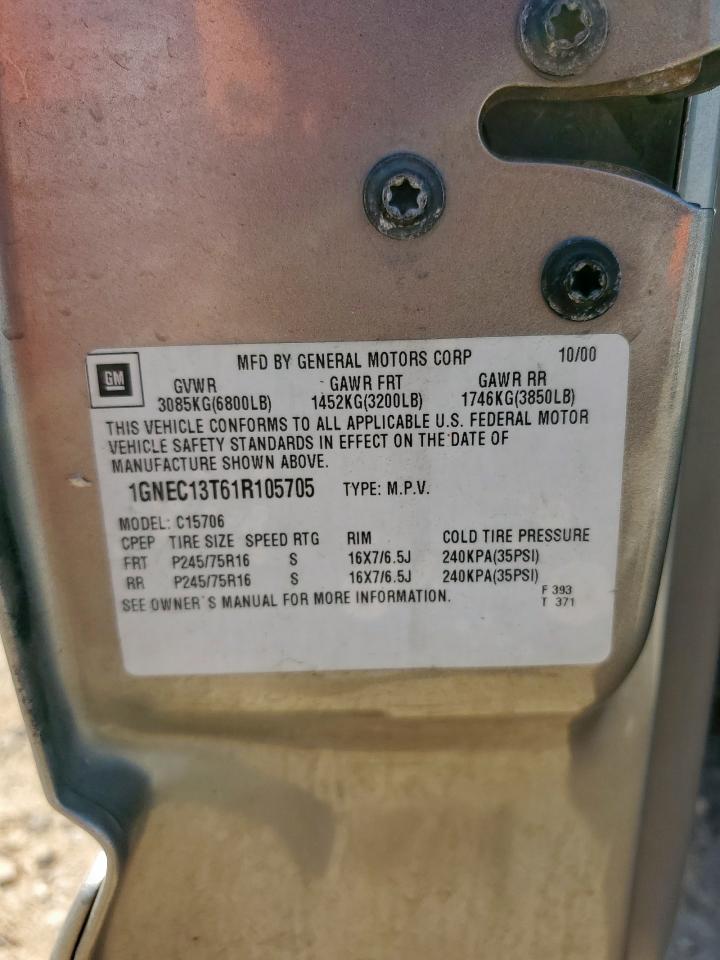 MFD BY GENERAL MOTORS CORP 10/00
GM
GVWR GAWR FRT GAWR RR
3085KG(6800LB) 1452KG(3200LB) 1746KG(3850LB)
THIS VEHICLE CONFORMS TO ALL APPLICABLE U.S. FEDERAL MOTOR
VEHICLE SAFETY STANDARDS IN EFFECT ON THE DATE OF
MANUFACTURE SHOWN ABOVE.
1GNEC13T61R105705 TYPE: M.P.V.
MODEL: C15706
CPEP TIRE SIZE SPEED RTG RIM COLD TIRE PRESSURE
FRT P245/75R16 S 16X7/6.5J 240KPA(35PSI)
RR P245/75R16 S 16X7/6.5J 240KPA(35PSI)
SEE OWNER'S MANUAL FOR MORE INFORMATION. F 393
T 371